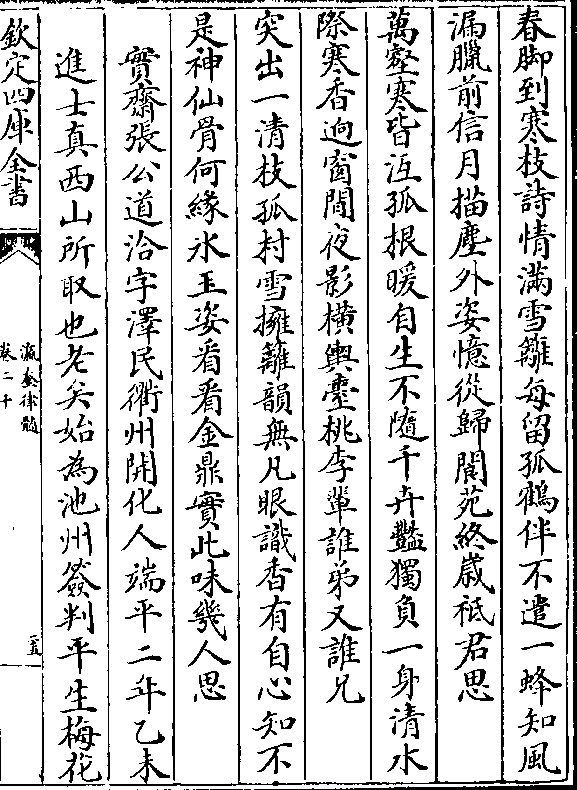 春脚到寒枝詩情滿雪籬每留孤鶴伴不遣一蜂知風
漏臘前信月描塵外姿憶從歸閬苑終歲秪君思
萬壑寒皆沍孤根暖自生不隨千卉豔獨負一身清水
際寒香逈窗間夜影橫輿臺桃李輩誰弟又誰兄
突出一清枝孤村雪擁籬韻無凡眼識香有自心知不
是神仙骨何緣氷玉姿看看金鼎實此味幾人思
實齋張公道洽字澤民衢州開化人端平二年乙未
進士真西山所取也老矣始為池州簽判平生梅花
欽定四庫全書
瀛奎律髓
卷二十
二五